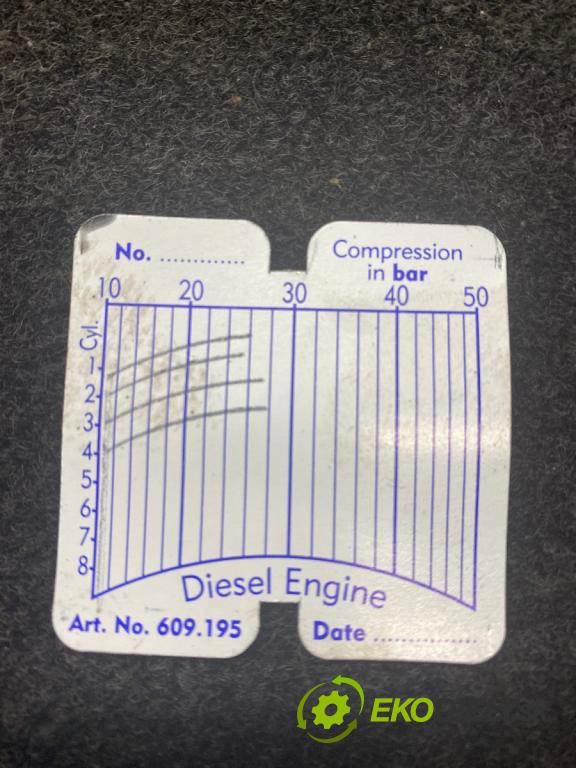 No. .............
Compression
in bar
10 20 30 40 50
Cyl.
1
2
3
4
5
6
7
8
Diesel Engine
Art. No. 609.195
Date ................
EKO